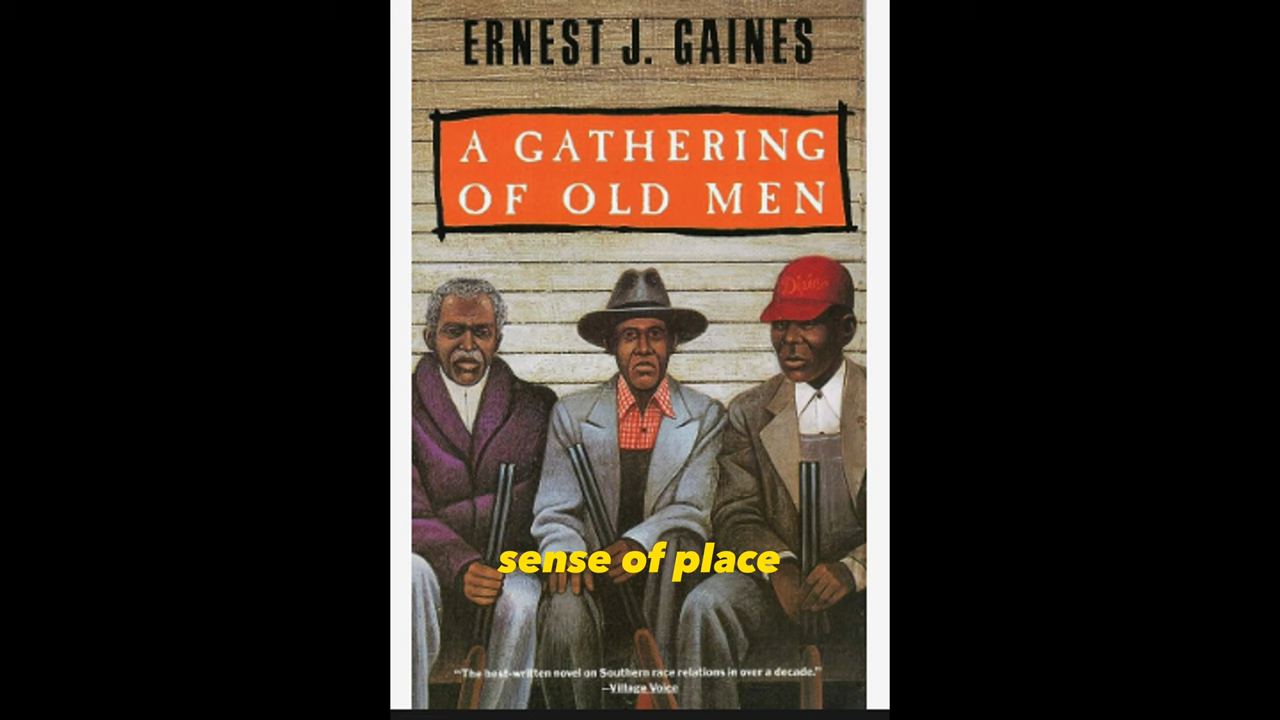 ERNEST J. GAINES
A GATHERING
OF OLD MEN
Dixie
sense of place
“The best-written novel on Southern race relations in over a decade.”
—Village Voice